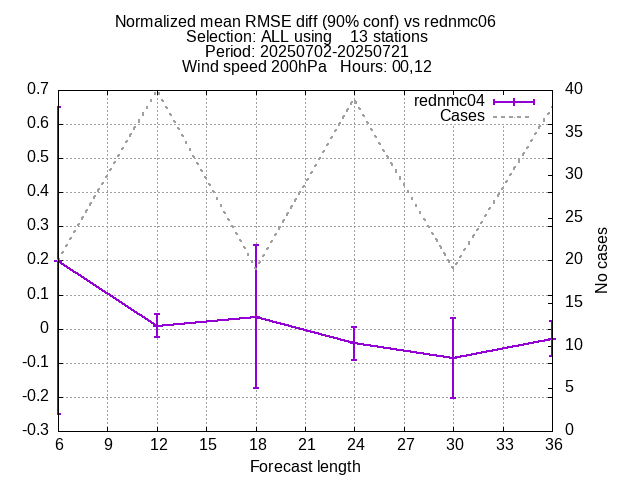 Normalized mean RMSE diff (90% conf) vs rednmc06
Selection: ALL using    13 stations
Period: 20250702-20250721
Wind speed 200hPa   Hours: 00,12
rednmc04
Cases
0.7
0.6
0.5
0.4
0.3
0.2
0.1
0
-0.1
-0.2
-0.3
40
35
30
25
20
15
10
5
0
No cases
6 9 12 15 18 21 24 27 30 33 36
Forecast length